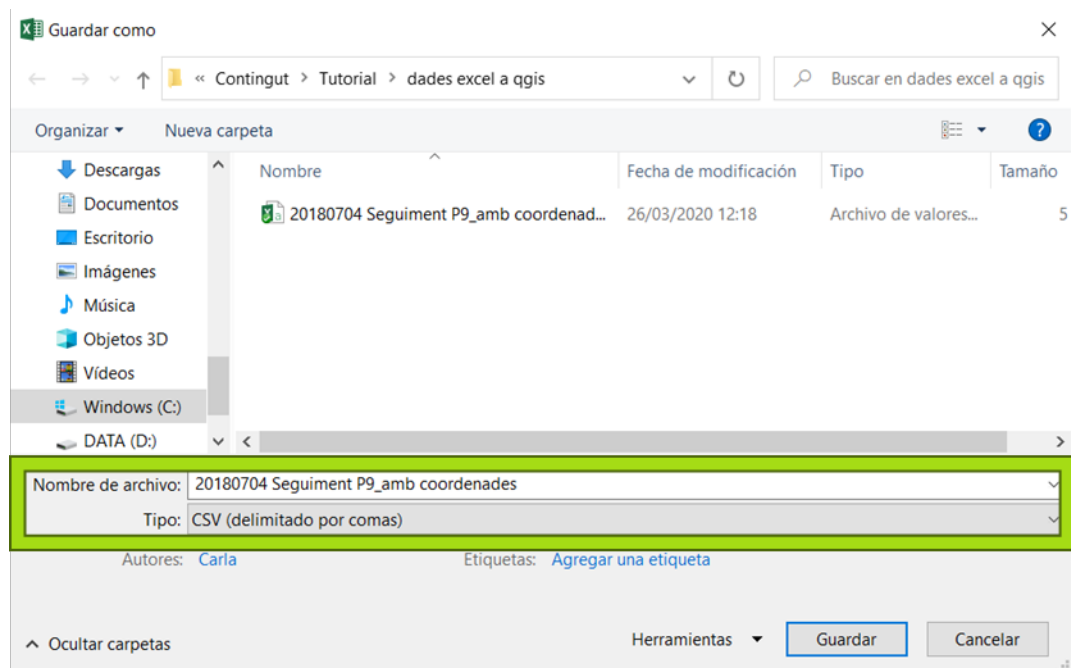 Guardar como
« Contingut > Tutorial > dades excel a qgis
Buscar en dades excel a qgis
Organizar
Nueva carpeta
Nombre Fecha de modificación Tipo Tamaño
20180704 Seguiment P9_amb coordenad... 26/03/2020 12:18 Archivo de valores... 5
Descargas
Documentos
Escritorio
Imágenes
Música
Objetos 3D
Vídeos
Windows (C:)
DATA (D:)
Nombre de archivo: 20180704 Seguiment P9_amb coordenades
Tipo: CSV (delimitado por comas)
Autores: Carla Etiquetas: Agregar una etiqueta
Ocultar carpetas Herramientas Guardar Cancelar